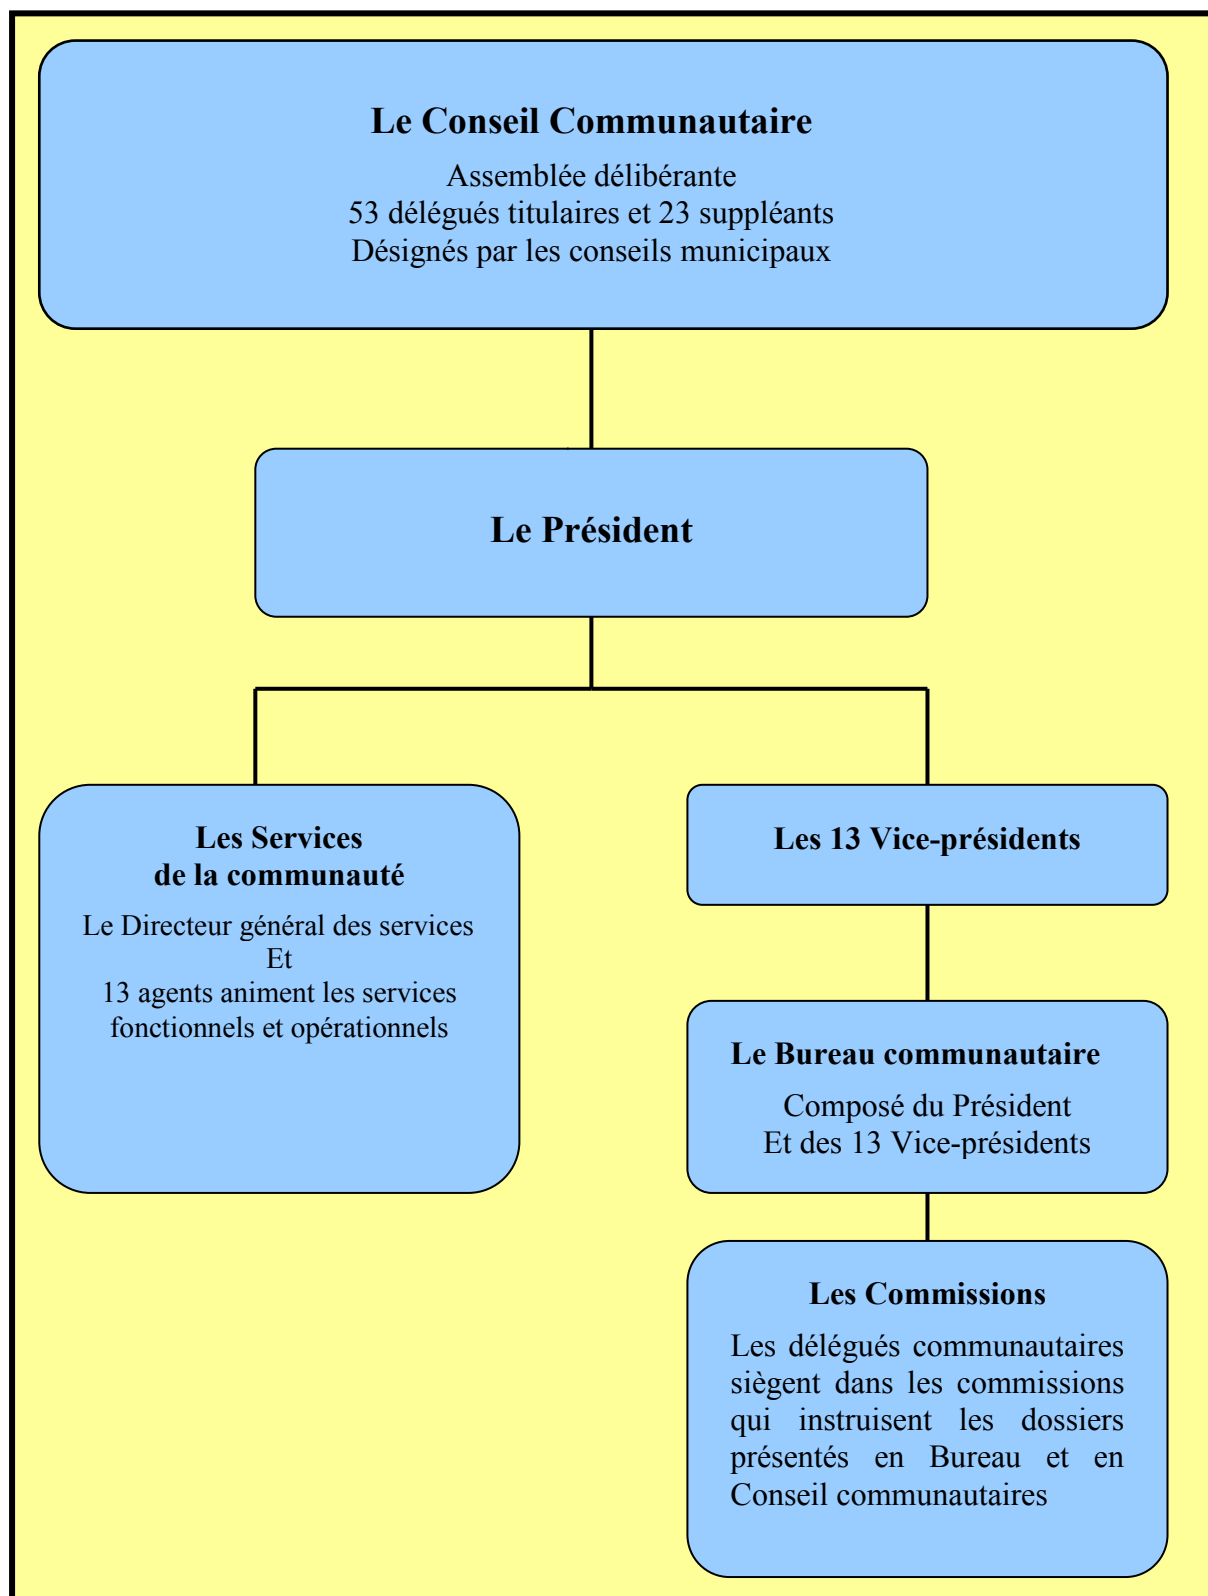 Le Conseil Communautaire
Assemblée délibérante
53 délégués titulaires et 23 suppléants
Désignés par les conseils municipaux
Le Président
Les Services
de la communauté
Le Directeur général des services
Et
13 agents animent les services
fonctionnels et opérationnels
Les 13 Vice-présidents
Le Bureau communautaire
Composé du Président
Et des 13 Vice-présidents
Les Commissions
Les délégués communautaires
siègent dans les commissions
qui instruisent les dossiers
présentés en Bureau et en
Conseil communautaires